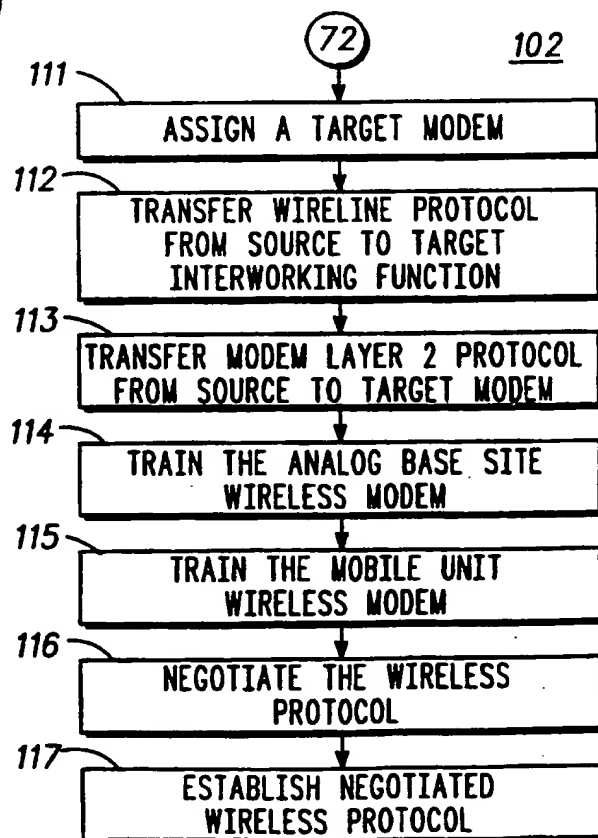 72
102
111
ASSIGN A TARGET MODEM
112
TRANSFER WIRELINE PROTOCOL
FROM SOURCE TO TARGET
INTERWORKING FUNCTION
113
TRANSFER MODEM LAYER 2 PROTOCOL
FROM SOURCE TO TARGET MODEM
114
TRAIN THE ANALOG BASE SITE
WIRELESS MODEM
115
TRAIN THE MOBILE UNIT
WIRELESS MODEM
116
NEGOTIATE THE WIRELESS
PROTOCOL
117
ESTABLISH NEGOTIATED
WIRELESS PROTOCOL